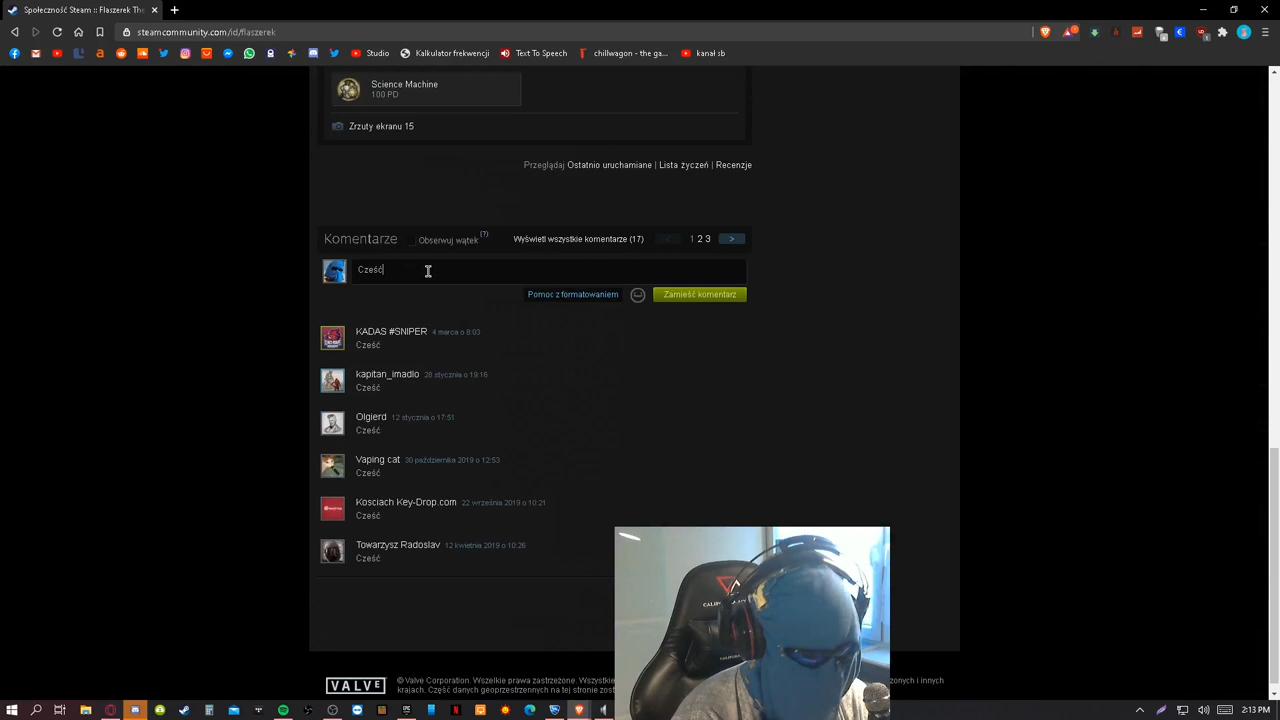 Społeczność Steam :: Flaszerek The
steamcommunity.com/id/flaszerek
Studio
Kalkulator frekwencji
Text To Speech
chillwagon - the ga...
kanał sb
Science Machine
100 PD
Zrzuty ekranu 15
Przeglądaj Ostatnio uruchamiane | Lista życzeń | Recenzje
Komentarze
Obserwuj wątek (?)
Wyświetl wszystkie komentarze (17)
< 1 2 3 >
Cześć
Pomoc z formatowaniem
Zamieść komentarz
KADAS #SNIPER 4 marca o 8:03
Cześć
kapitan_imadlo 28 stycznia o 19:16
Cześć
Olgierd 12 stycznia o 17:51
Cześć
Vaping cat 30 października 2019 o 12:53
Cześć
Kosciach Key-Drop.com 22 września 2019 o 10:21
Cześć
Towarzysz Radoslav 12 kwietnia 2019 o 10:26
Cześć
VALVE
© Valve Corporation. Wszelkie prawa zastrzeżone. Wszystkie
krajach. Część danych geoprzestrzennych na tej stronie zost
zonych i innych
2:13 PM